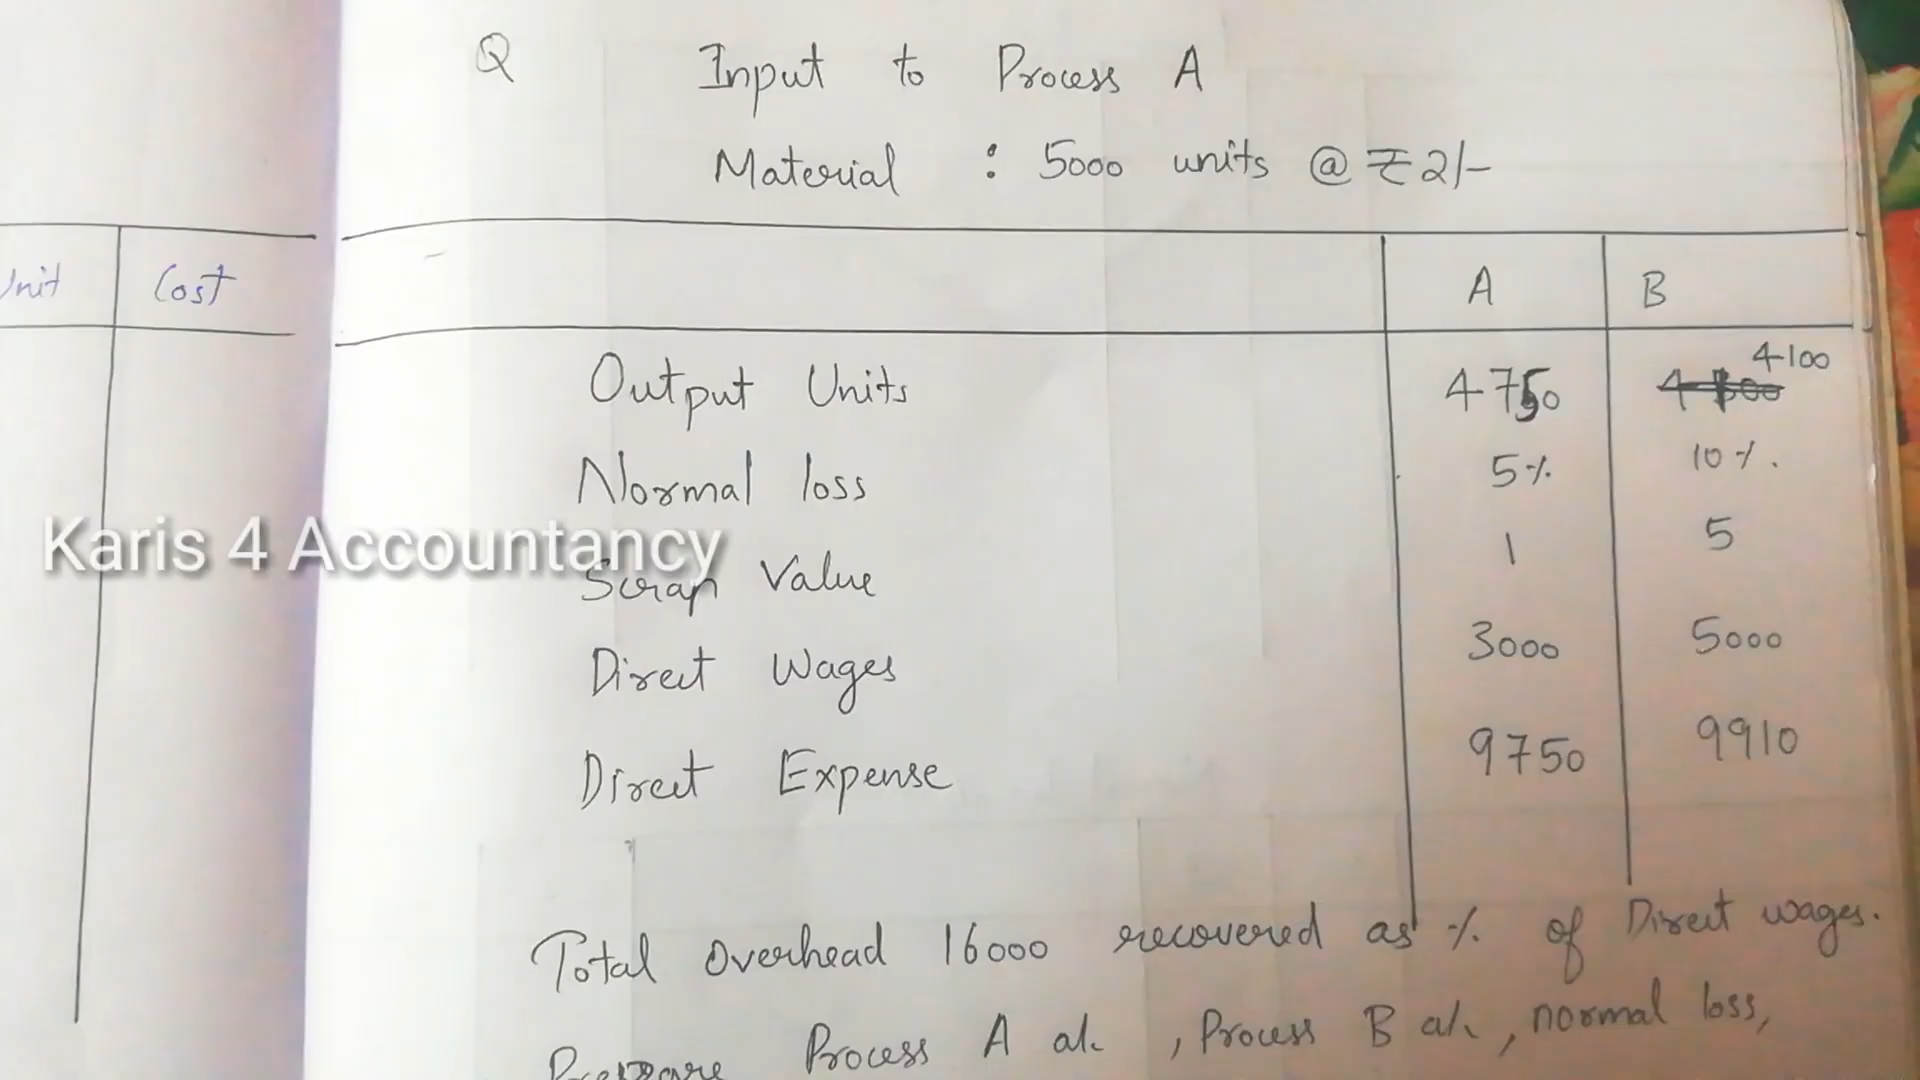 Q Input to Process A
Material : 5000 units @ ₹2/-
Unit Cost
A B
Output Units 4750 4100
Normal loss 5% 10%.
Karis 4 Accountancy
Scrap Value 1 5
Direct Wages 3000 5000
Direct Expense 9750 9910
Total Overhead 16000 recovered as % of Direct wages.
Prepare Process A a/c , Process B a/c , normal loss,